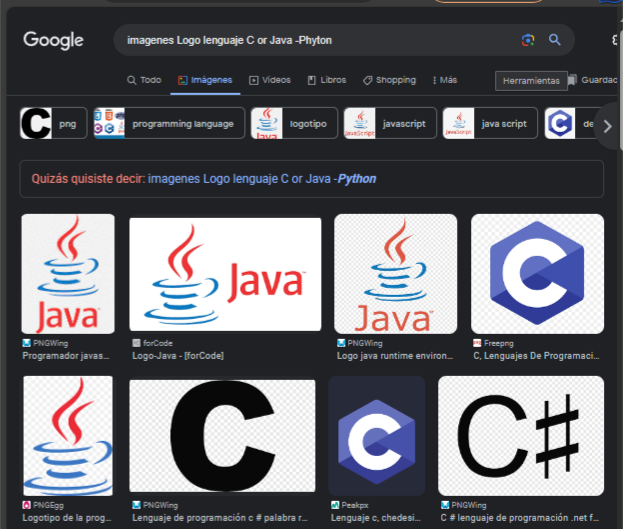 Google
imagenes Logo lenguaje C or Java -Phyton
Todo
Imágenes
Videos
Libros
Shopping
Más
Herramientas
Guardac
png
programming language
logotipo
javascript
java script
de
Quizás quisiste decir: imagenes Logo lenguaje C or Java -Python
Java
Java™
Java™
C
PNGWing
Programador javas...
forCode
Logo-Java - [forCode]
PNGWing
Logo java runtime environ...
Freepng
C, Lenguajes De Programaci...
C
C
C#
PNGEgg
Logotipo de la prog...
PNGWing
Lenguaje de programación c # palabra r...
Peakpx
Lenguaje c, chedesi...
PNGWing
C # lenguaje de programación .net f...